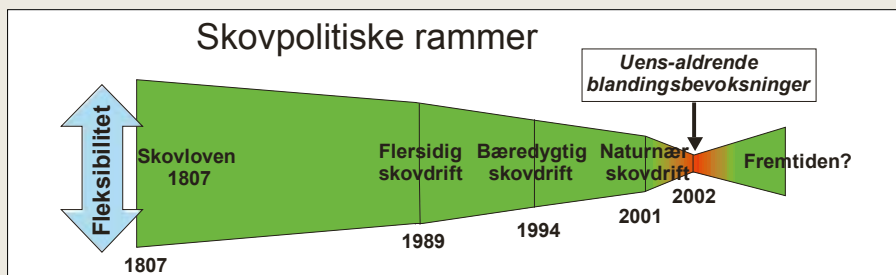 Skovpolitiske rammer
Uens-aldrende
blandingsbevoksninger
Fleksibilitet
Skovloven
1807
Flersidig
skovdrift
Bæredygtig
skovdrift
Naturnær
skovdrift
Fremtiden?
1807
1989
1994
2001
2002